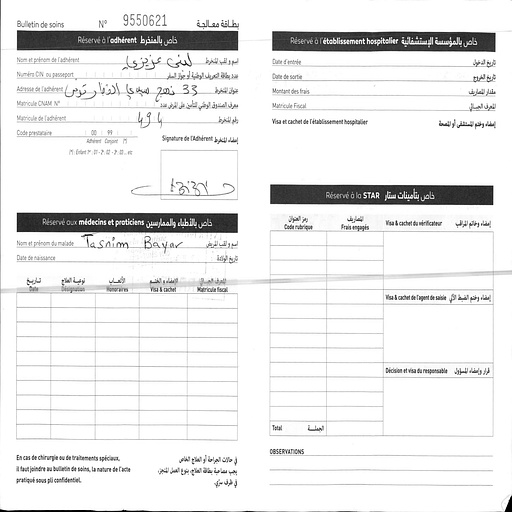 Bulletin de soins N° 9550621 بطاقة معالجة
Réservé à l'adhérent خاص بالمنخرط
Nom et prénom de l'adhérent لبنى عزيزي اسم و لقب المنخرط
Numéro CIN, ou passeport عدد بطاقة التعريف الوطنية أو جواز السفر
Adresse de l'adhérent 33 نهج تونس عنوان المنخرط
Matricule CNAM. N° معرف الصندوق الوطني للتأمين على المرض عدد
Matricule de l'adhérent 494 رقم المنخرط
Code prestataire 00 99
Adhérent Conjoint (*)
(*) : Enfant 1er : 01 - 2e : 02 - 3e : 03... etc
Signature de l'Adhérent إمضاء المنخرط
Réservé aux médecins et praticiens خاص بالأطباء والممارسين
Nom et prénom du malade Tasnim Bayar اسم و لقب المريض
Date de naissance تاريخ الولادة
تاريخ نوعية العلاج الأتعاب الإمضاء و الختم المعرف الجبائي
Date Désignation Honoraires Visa & cachet Matricule fiscal
En cas de chirurgie ou de traitements spéciaux,
il faut joindre au bulletin de soins, la nature de l'acte
pratiqué sous pli confidentiel.
في حالات الجراحة أو العلاج الخاص
يجب مصاحبة بطاقة العلاج، بنوع العمل المنجز،
في ظرف سري.
Réservé à l'établissement hospitalier خاص بالمؤسسة الإستشفائية
Date d'entrée تاريخ الدخول
Date de sortie تاريخ الخروج
Montant des frais مقدار المصاريف
Matricule Fiscal المعرف الجبائي
Visa et cachet de l'établissement hospitalier إمضاء وختم المستشفى أو المصحة
Réservé à la STAR خاص بتأمينات ستار
رمز العنوان المصاريف
Code rubrique Frais engagés
Visa & cachet du vérificateur إمضاء وخاتم المراقب
Visa & cachet de l'agent de saisie إمضاء وختم الضبط الآلي
Décision et visa du responsable قرار وإمضاء المسؤول
Total الجملة
OBSERVATIONS